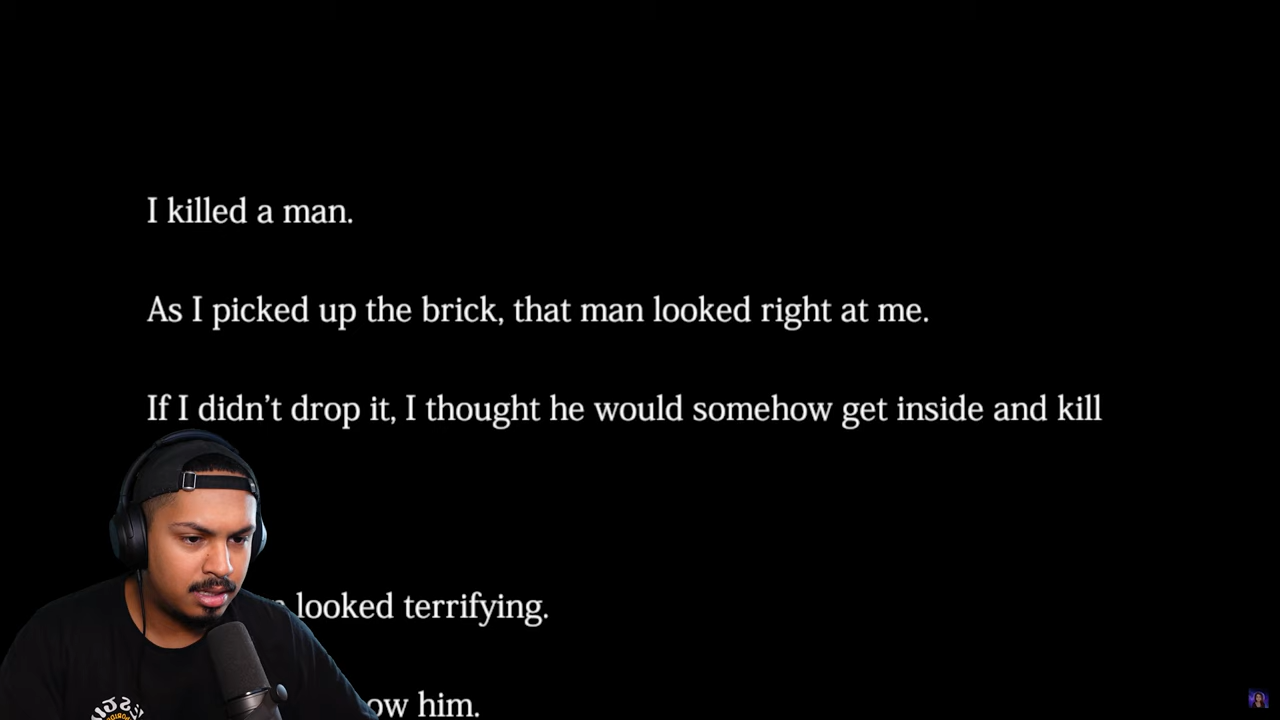 I killed a man.
As I picked up the brick, that man looked right at me.
If I didn't drop it, I thought he would somehow get inside and kill
looked terrifying.
him.